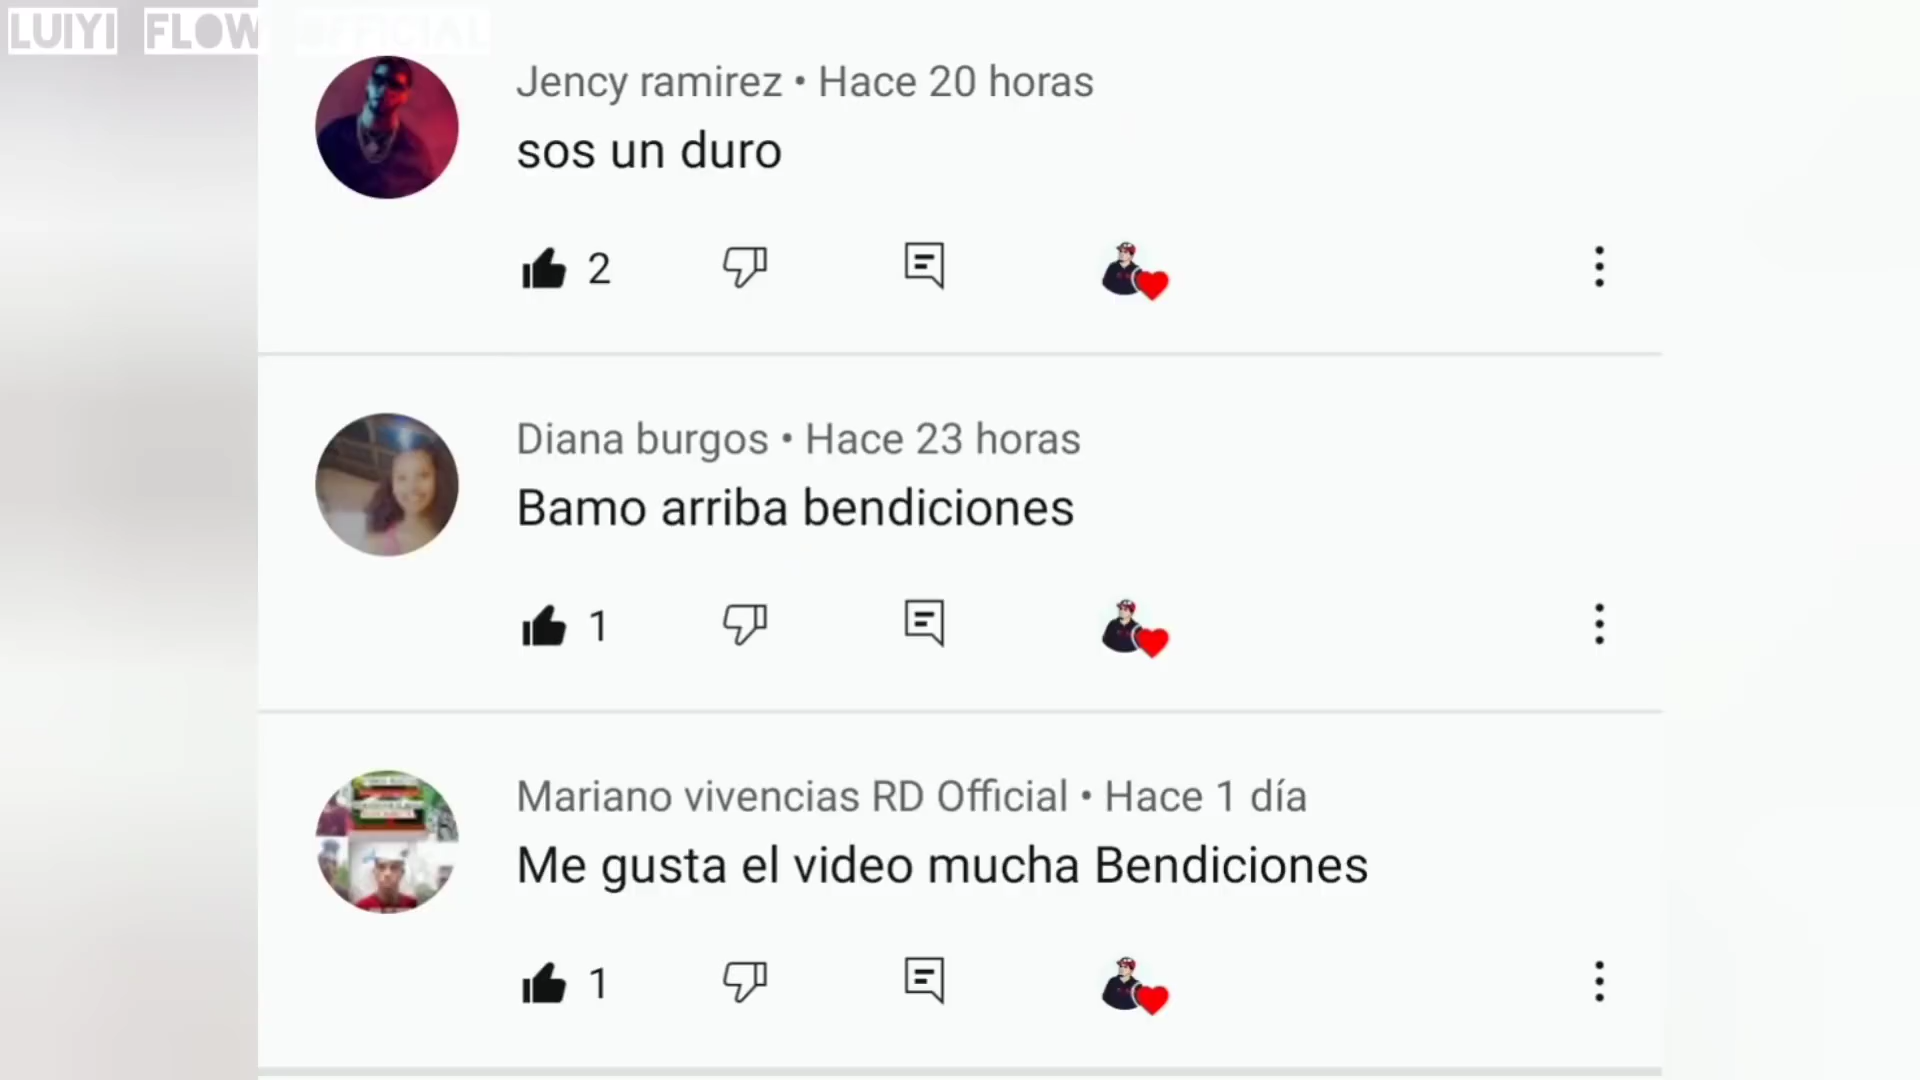 LUIYI FLOW OFFICIAL
Jency ramirez • Hace 20 horas
sos un duro
2
Diana burgos • Hace 23 horas
Bamo arriba bendiciones
1
Mariano vivencias RD Official • Hace 1 día
Me gusta el video mucha Bendiciones
1